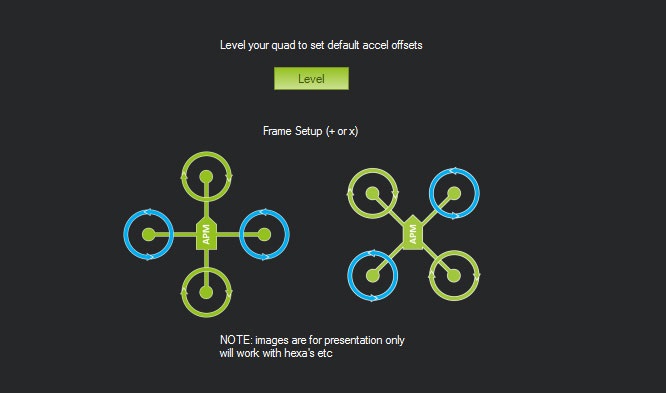 Level your quad to set default accel offsets
Level
Frame Setup (+ or x)
APM
APM
NOTE: images are for presentation only
will work with hexa's etc